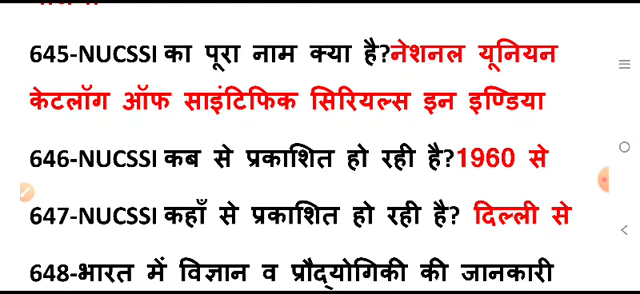 645-NUCSSI का पूरा नाम क्या है?नेशनल यूनियन
केटलॉग ऑफ साइंटिफिक सिरियल्स इन इण्डिया
646-NUCSSI कब से प्रकाशित हो रही है?1960 से
647-NUCSSI कहाँ से प्रकाशित हो रही है? दिल्ली से
648-भारत में विज्ञान व प्रौद्योगिकी की जानकारी